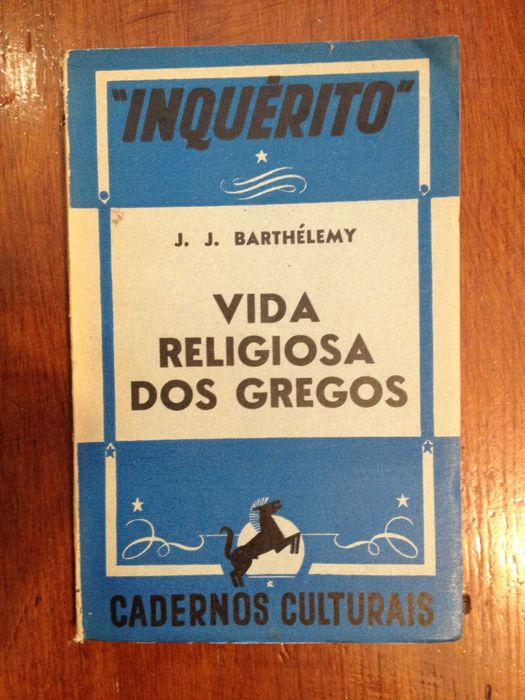 "INQUÉRITO"
J. J. BARTHÉLEMY
VIDA
RELIGIOSA
DOS GREGOS
CADERNOS CULTURAIS